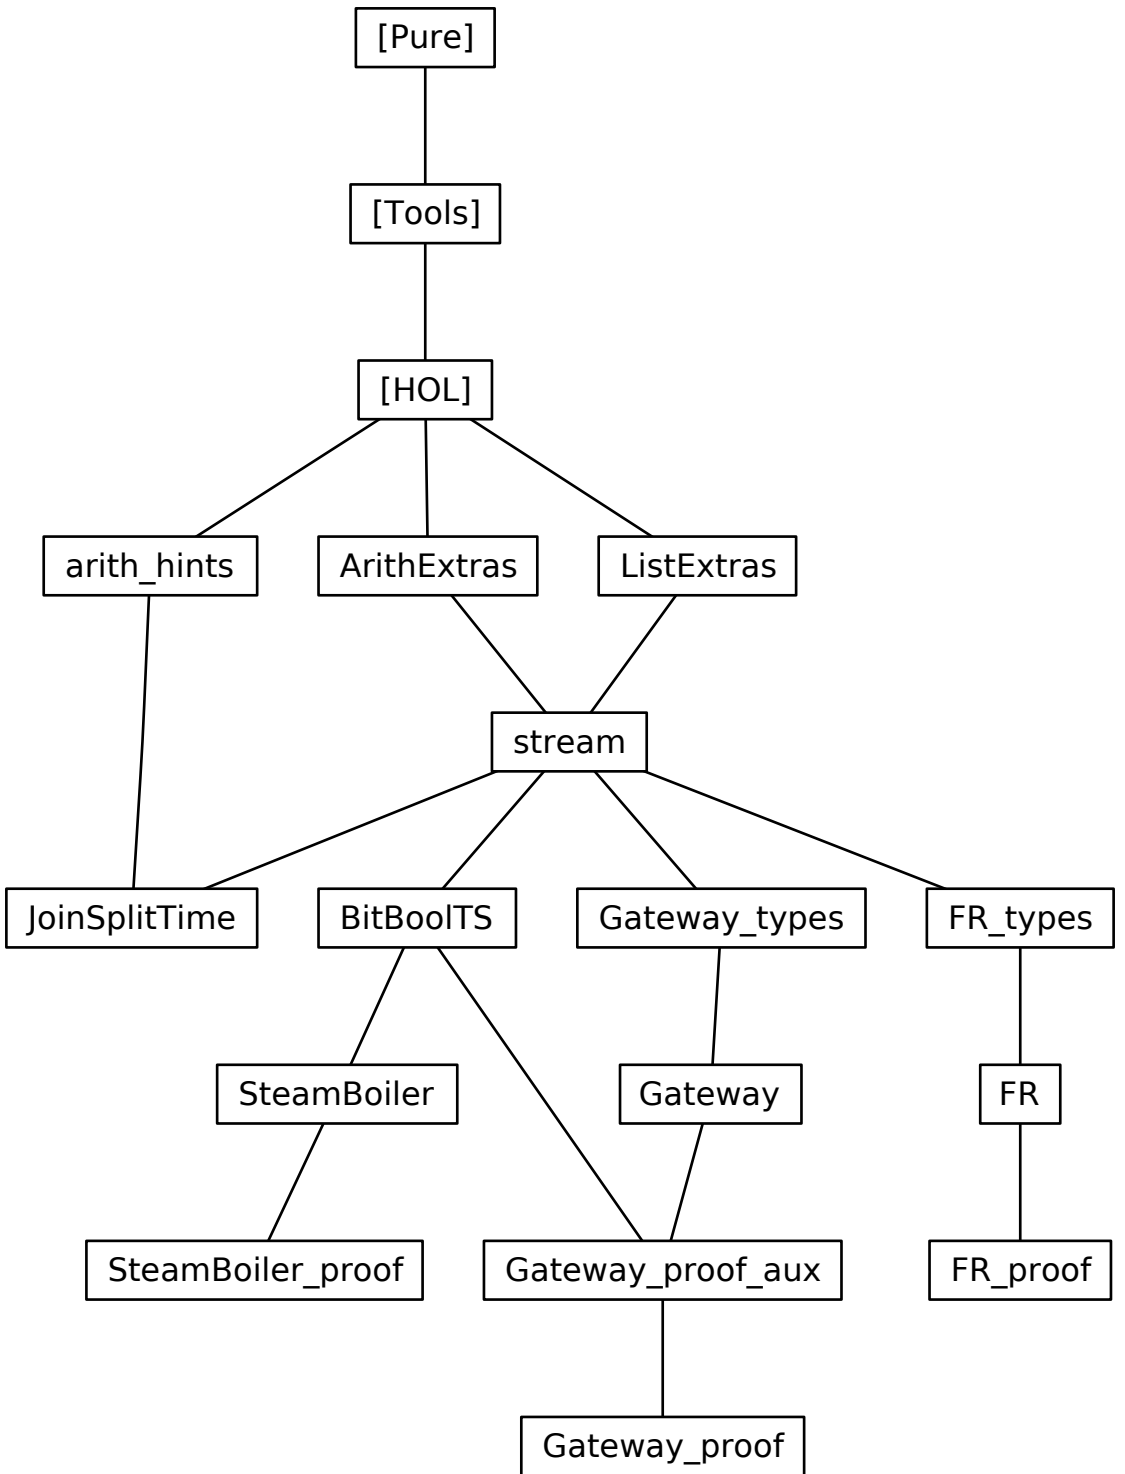 [Pure]
[Tools]
[HOL]
arith_hints
ArithExtras
ListExtras
stream
JoinSplitTime
BitBoolTS
Gateway_types
FR_types
SteamBoiler
Gateway
FR
SteamBoiler_proof
Gateway_proof_aux
FR_proof
Gateway_proof